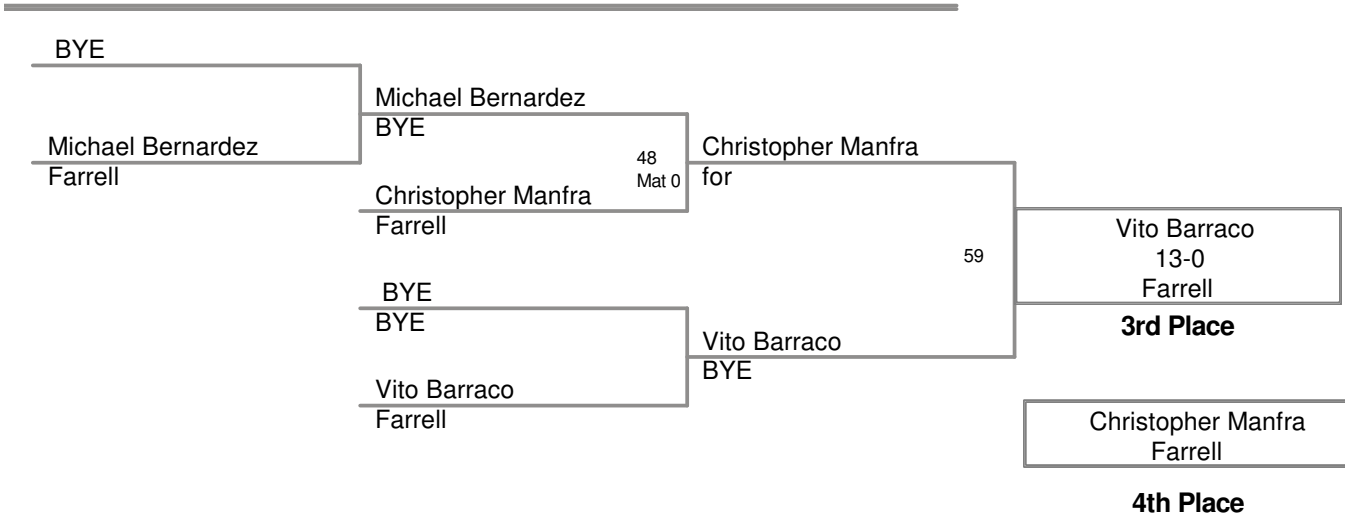 BYE
Michael Bernardez
Farrell
Michael Bernardez
BYE
48
Mat 0
Christopher Manfra
Farrell
BYE
BYE
Vito Barraco
Farrell
Christopher Manfra
for
59
Vito Barraco
BYE
Vito Barraco
13-0
Farrell
3rd Place
Christopher Manfra
Farrell
4th Place